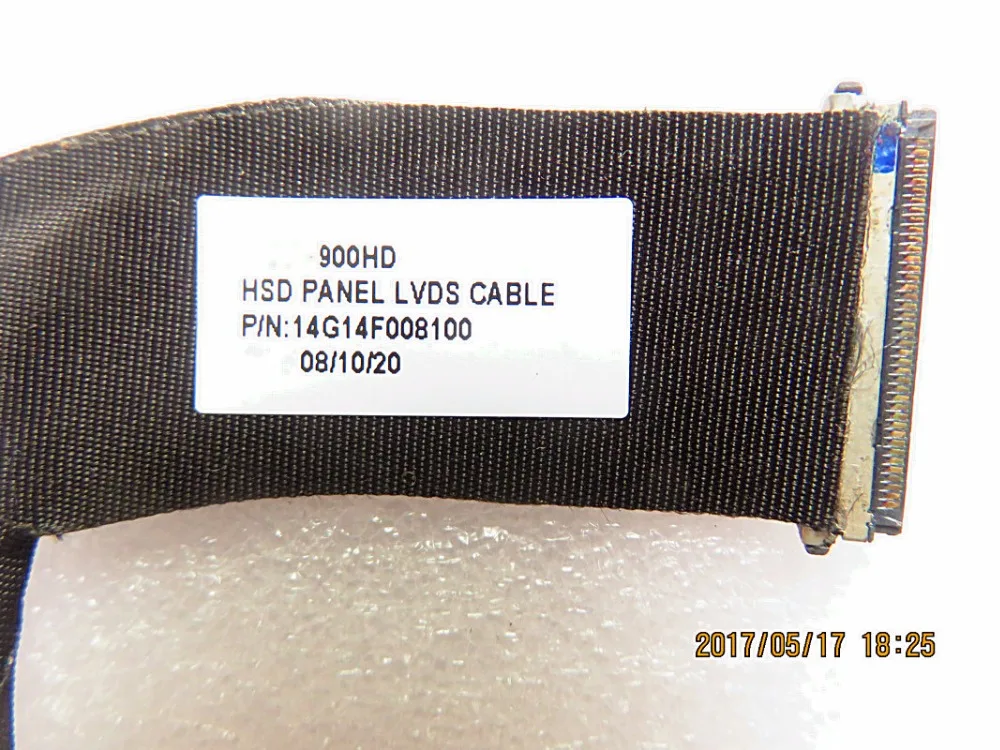 900HD
HSD PANEL LVDS CABLE
P/N:14G14F008100
08/10/20
2017/05/17 18:25